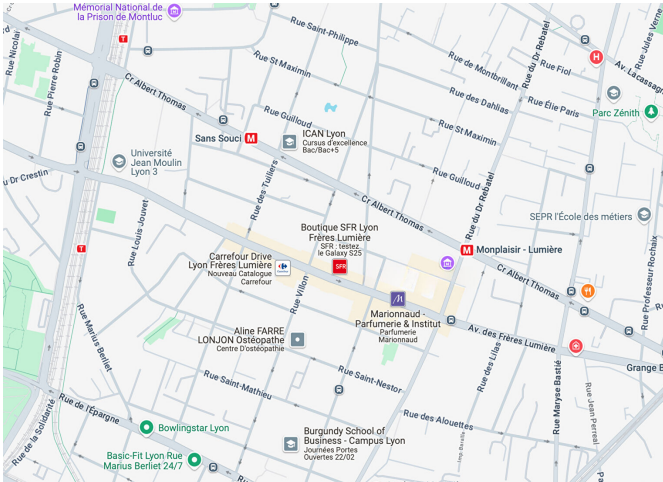 Mémorial National de
la Prison de Montluc
T
Rue Nicolaï
Rue Pierre Robin
Cr Albert Thomas
Rue Saint-Philippe
Rue St Maximin
Rue du Dr Rebatel
Rue de Montbrillant
Rue Fiol
H
Av. Lacassagn
Rue Jules Verne
Rue des Dahlias
Rue Élie Paris
Parc Zénith
Rue St Maximin
Rue Guilloud
Sans Souci
M
ICAN Lyon
Cursus d'excellence
Bac/Bac+5
Université
Jean Moulin
Lyon 3
u Dr Crestin
Rue des Tuiliers
Rue Guilloud
Cr Albert Thomas
Rue du Dr Rebatel
SEPR l'École des métiers
Rue Louis Jouvet
T
Boutique SFR Lyon
Frères Lumière
SFR : testez
le Galaxy S25
SFR
M
Monplaisir - Lumière
Carrefour Drive
Lyon Frères Lumière
Nouveau Catalogue
Carrefour
Rue Villon
Cr Albert Thomas
Rue Professeur Rochaix
Marionnaud -
Parfumerie & Institut
Parfumerie
Marionnaud
Rue Marius Berliet
Aline FARRE
LONJON Ostéopathe
Centre D'ostéopathie
Av. des Frères Lumière
Rue des Lilas
Grange B
Rue Saint-Mathieu
Rue Saint-Nestor
Rue Maryse Bastié
Rue Jean Perréal
Rue de l'Épargne
Rue de la Solidarité
Bowlingstar Lyon
Rue des Alouettes
Burgundy School of
Business - Campus Lyon
Journées Portes
Ouvertes 22/02
Basic-Fit Lyon Rue
Marius Berliet 24/7
Rue
Pa